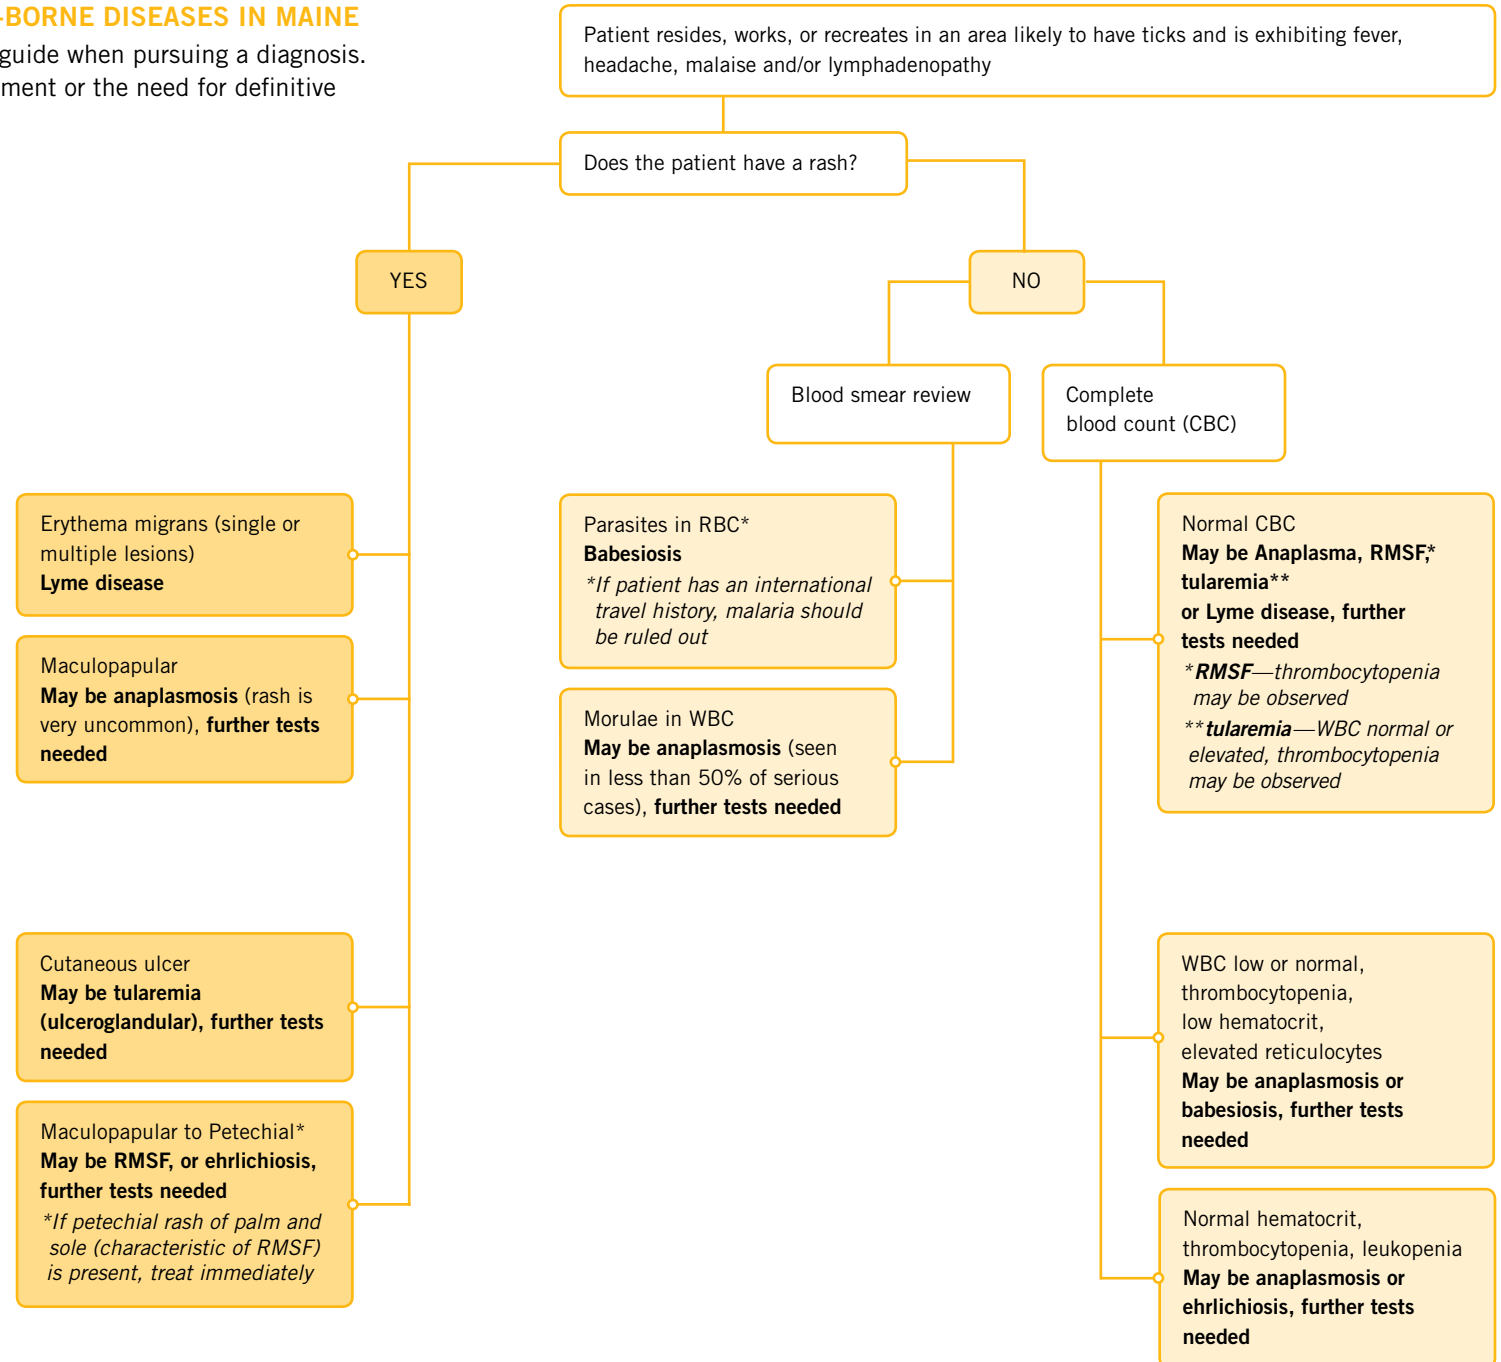 -BORNE DISEASES IN MAINE
guide when pursuing a diagnosis.
ment or the need for definitive
Patient resides, works, or recreates in an area likely to have ticks and is exhibiting fever,
headache, malaise and/or lymphadenopathy
Does the patient have a rash?
YES
NO
Blood smear review
Complete
blood count (CBC)
Erythema migrans (single or
multiple lesions)
Lyme disease
Maculopapular
May be anaplasmosis (rash is
very uncommon), further tests
needed
Cutaneous ulcer
May be tularemia
(ulceroglandular), further tests
needed
Maculopapular to Petechial*
May be RMSF, or ehrlichiosis,
further tests needed
*If petechial rash of palm and
sole (characteristic of RMSF)
is present, treat immediately
Parasites in RBC*
Babesiosis
*If patient has an international
travel history, malaria should
be ruled out
Morulae in WBC
May be anaplasmosis (seen
in less than 50% of serious
cases), further tests needed
Normal CBC
May be Anaplasma, RMSF,*
tularemia**
or Lyme disease, further
tests needed
*RMSF—thrombocytopenia
may be observed
**tularemia—WBC normal or
elevated, thrombocytopenia
may be observed
WBC low or normal,
thrombocytopenia,
low hematocrit,
elevated reticulocytes
May be anaplasmosis or
babesiosis, further tests
needed
Normal hematocrit,
thrombocytopenia, leukopenia
May be anaplasmosis or
ehrlichiosis, further tests
needed